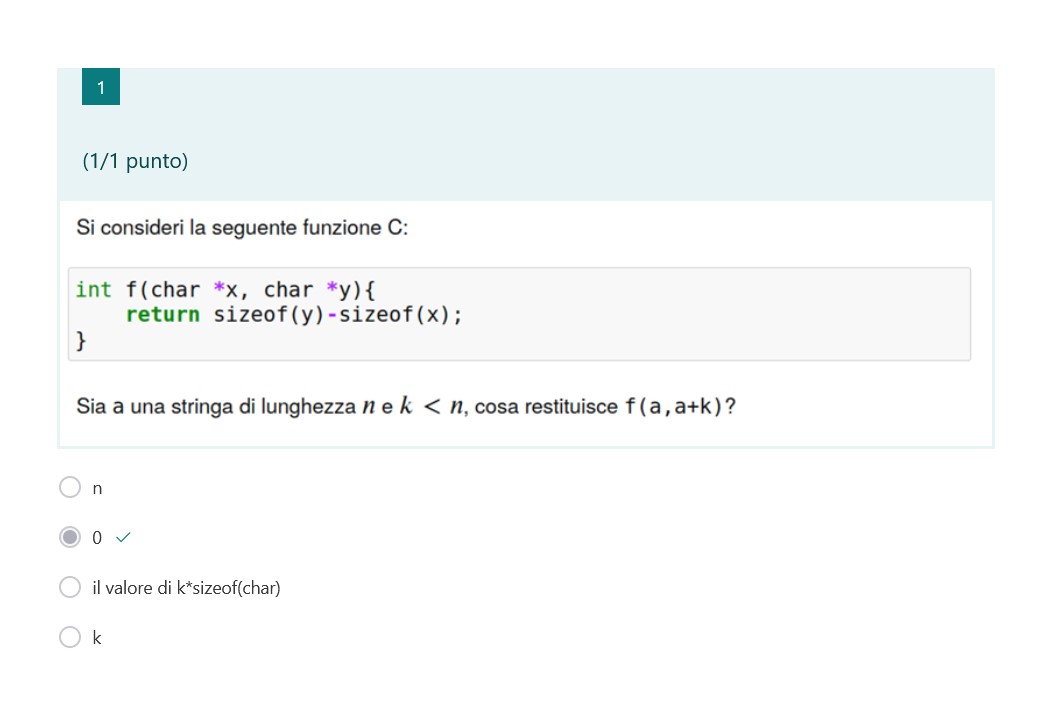 1
(1/1 punto)
Si consideri la seguente funzione C:
int f(char *x, char *y){
    return sizeof(y)-sizeof(x);
}
Sia a una stringa di lunghezza n e k < n, cosa restituisce f(a,a+k)?
n
0
il valore di k*sizeof(char)
k